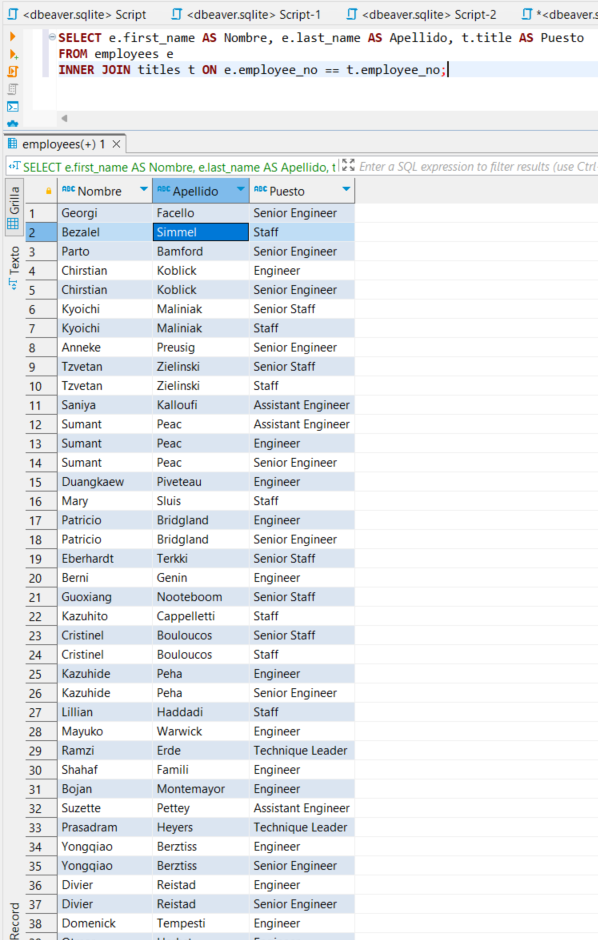 <dbeaver.sqlite> Script <dbeaver.sqlite> Script-1 <dbeaver.sqlite> Script-2 *<dbeaver.s
SELECT e.first_name AS Nombre, e.last_name AS Apellido, t.title AS Puesto
FROM employees e
INNER JOIN titles t ON e.employee_no == t.employee_no;
employees(+) 1
SELECT e.first_name AS Nombre, e.last_name AS Apellido, t Enter a SQL expression to filter results (use Ctrl
Grilla
Texto
Record
ABC Nombre ABC Apellido ABC Puesto
1 Georgi Facello Senior Engineer
2 Bezalel Simmel Staff
3 Parto Bamford Senior Engineer
4 Chirstian Koblick Engineer
5 Chirstian Koblick Senior Engineer
6 Kyoichi Maliniak Senior Staff
7 Kyoichi Maliniak Staff
8 Anneke Preusig Senior Engineer
9 Tzvetan Zielinski Senior Staff
10 Tzvetan Zielinski Staff
11 Saniya Kalloufi Assistant Engineer
12 Sumant Peac Assistant Engineer
13 Sumant Peac Engineer
14 Sumant Peac Senior Engineer
15 Duangkaew Piveteau Engineer
16 Mary Sluis Staff
17 Patricio Bridgland Engineer
18 Patricio Bridgland Senior Engineer
19 Eberhardt Terkki Senior Staff
20 Berni Genin Engineer
21 Guoxiang Nooteboom Senior Staff
22 Kazuhito Cappelletti Staff
23 Cristinel Bouloucos Senior Staff
24 Cristinel Bouloucos Staff
25 Kazuhide Peha Engineer
26 Kazuhide Peha Senior Engineer
27 Lillian Haddadi Staff
28 Mayuko Warwick Engineer
29 Ramzi Erde Technique Leader
30 Shahaf Famili Engineer
31 Bojan Montemayor Engineer
32 Suzette Pettey Assistant Engineer
33 Prasadram Heyers Technique Leader
34 Yongqiao Berztiss Engineer
35 Yongqiao Berztiss Senior Engineer
36 Divier Reistad Engineer
37 Divier Reistad Senior Engineer
38 Domenick Tempesti Engineer